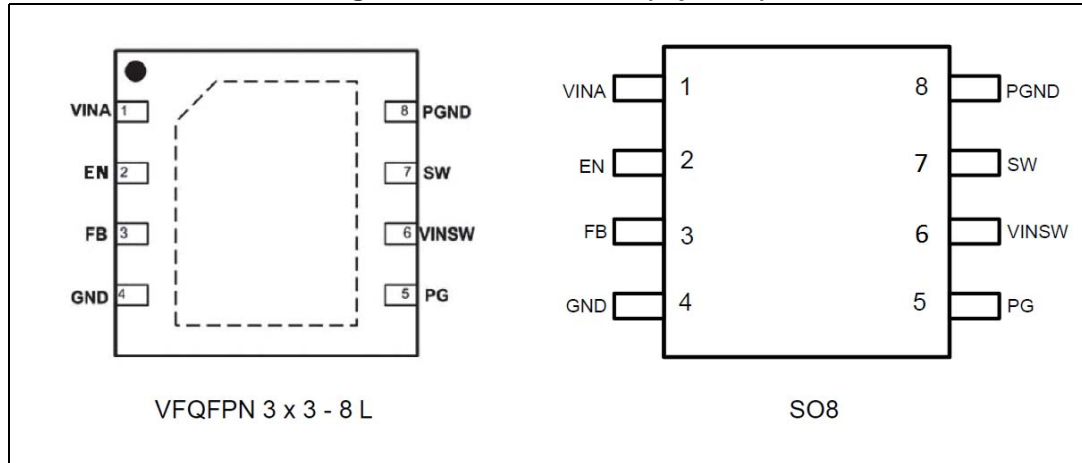 VINA 1
EN 2
FB 3
GND 4
8 PGND
7 SW
6 VINSW
5 PG
VFQFPN 3 x 3 - 8 L
VINA 1
EN 2
FB 3
GND 4
8 PGND
7 SW
6 VINSW
5 PG
SO8